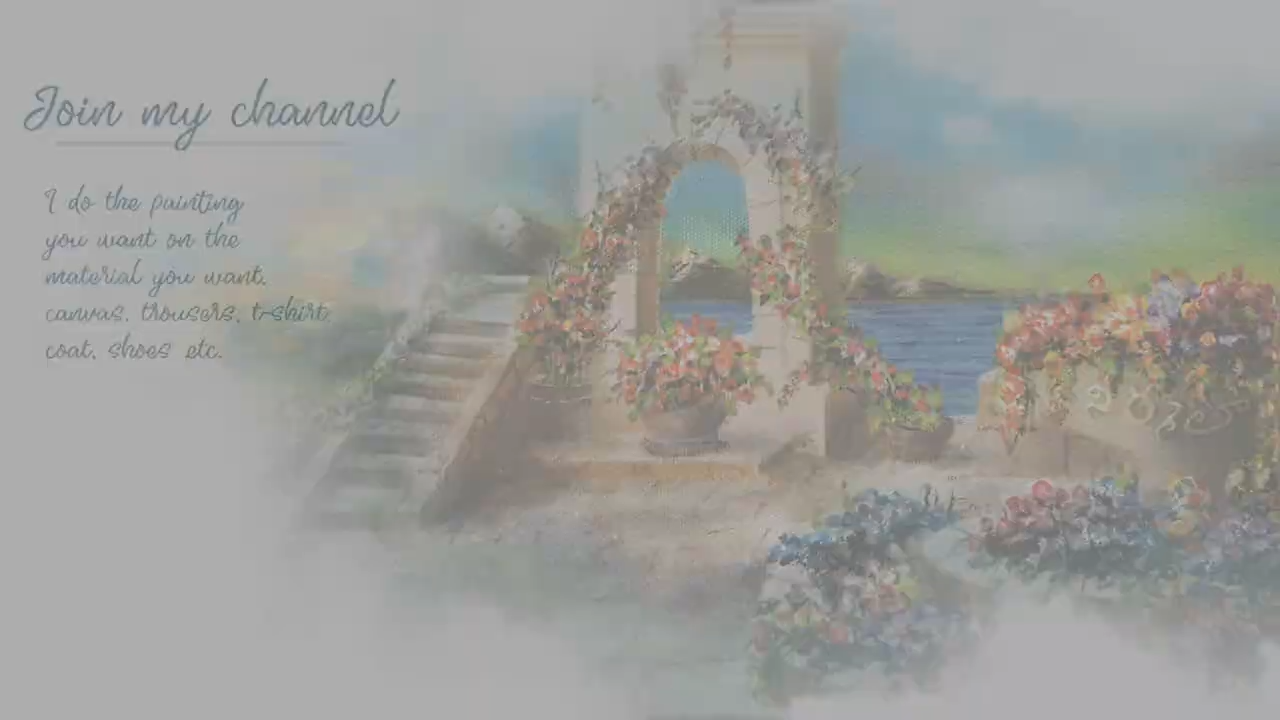 Join my channel
I do the painting
you want on the
material you want.
canvas, trousers, t-shirt,
coat, shoes etc.